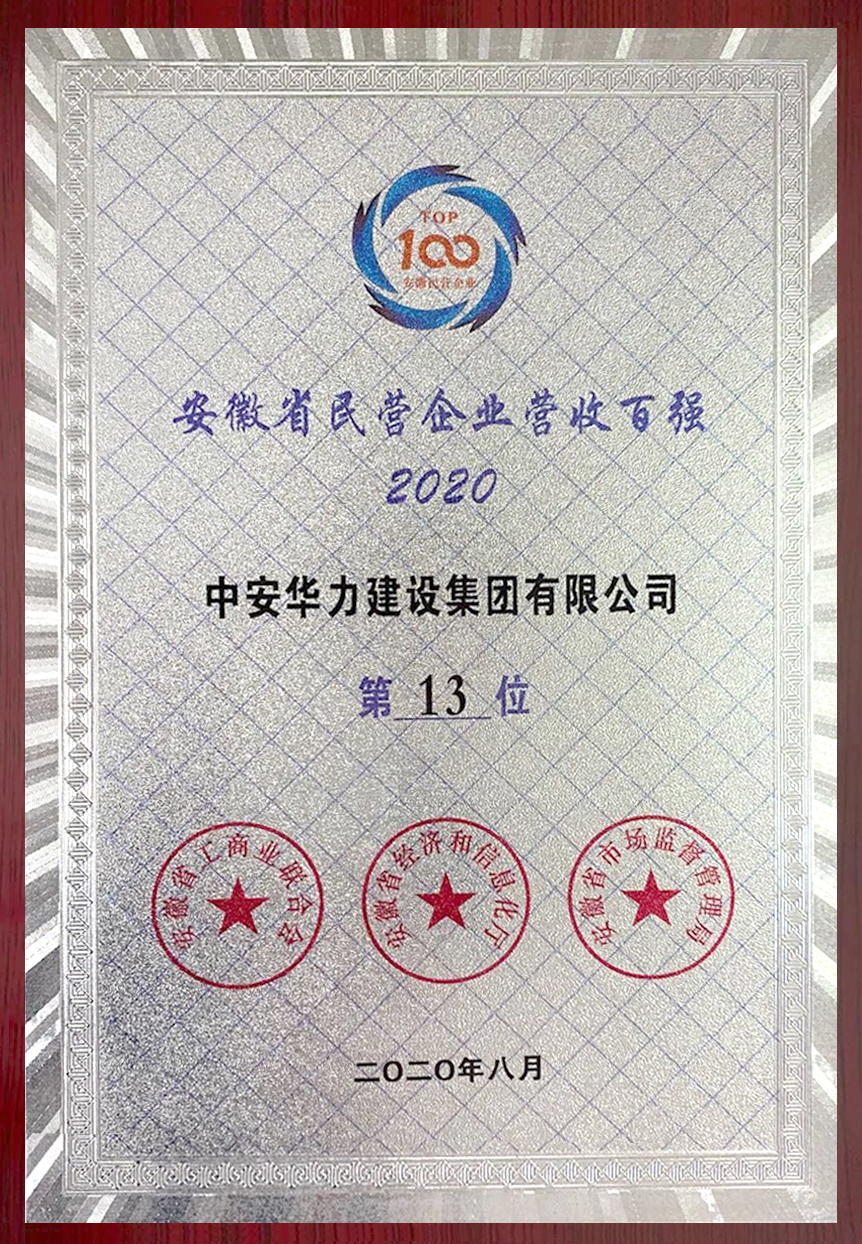 TOP
100
安徽民营企业
安徽省民营企业营收百强
2020
中安华力建设集团有限公司
第 13 位
安徽省工商业联合会
安徽省经济和信息化厅
安徽省市场监督管理局
二〇二〇年八月